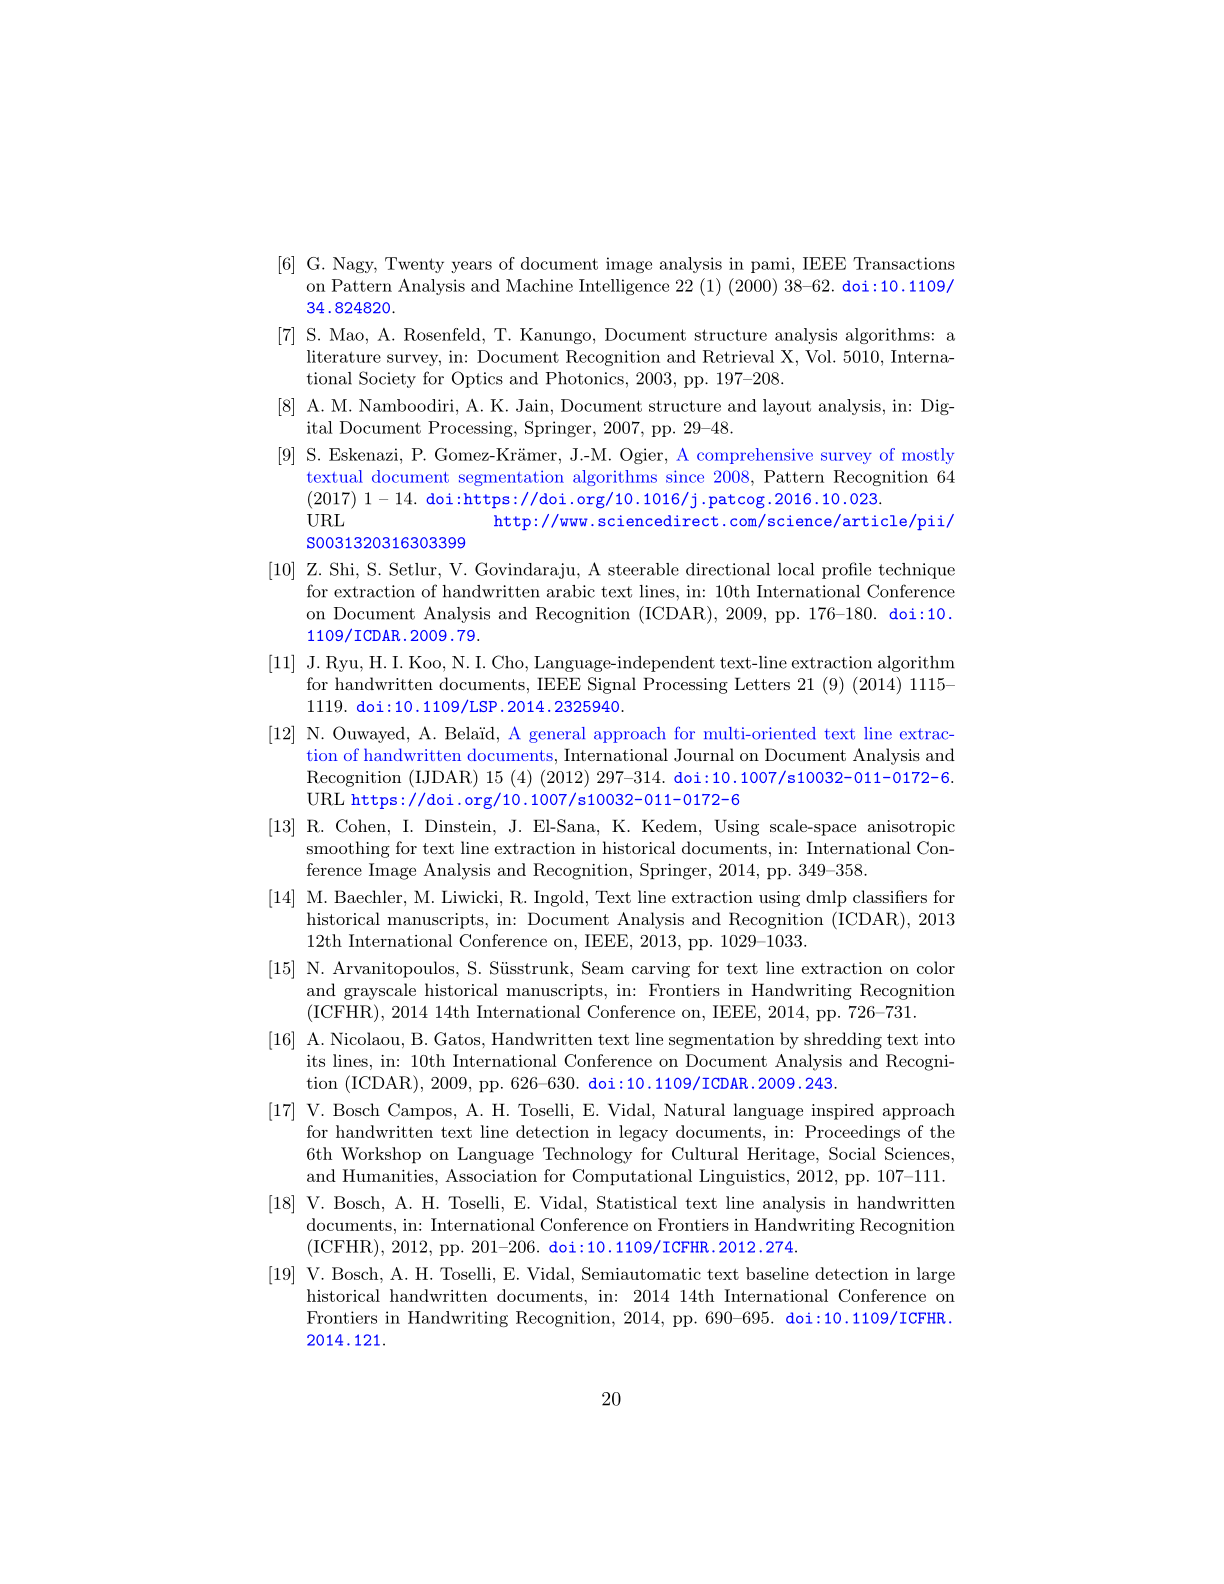 [6] G. Nagy, Twenty years of document image analysis in pami, IEEE Transactions
on Pattern Analysis and Machine Intelligence 22 (1) (2000) 38–62. doi:10.1109/
34.824820.
[7] S. Mao, A. Rosenfeld, T. Kanungo, Document structure analysis algorithms: a
literature survey, in: Document Recognition and Retrieval X, Vol. 5010, Interna-
tional Society for Optics and Photonics, 2003, pp. 197–208.
[8] A. M. Namboodiri, A. K. Jain, Document structure and layout analysis, in: Dig-
ital Document Processing, Springer, 2007, pp. 29–48.
[9] S. Eskenazi, P. Gomez-Krämer, J.-M. Ogier, A comprehensive survey of mostly
textual document segmentation algorithms since 2008, Pattern Recognition 64
(2017) 1 – 14. doi:https://doi.org/10.1016/j.patcog.2016.10.023.
URL http://www.sciencedirect.com/science/article/pii/
S0031320316303399
[10] Z. Shi, S. Setlur, V. Govindaraju, A steerable directional local profile technique
for extraction of handwritten arabic text lines, in: 10th International Conference
on Document Analysis and Recognition (ICDAR), 2009, pp. 176–180. doi:10.
1109/ICDAR.2009.79.
[11] J. Ryu, H. I. Koo, N. I. Cho, Language-independent text-line extraction algorithm
for handwritten documents, IEEE Signal Processing Letters 21 (9) (2014) 1115–
1119. doi:10.1109/LSP.2014.2325940.
[12] N. Ouwayed, A. Belaïd, A general approach for multi-oriented text line extrac-
tion of handwritten documents, International Journal on Document Analysis and
Recognition (IJDAR) 15 (4) (2012) 297–314. doi:10.1007/s10032-011-0172-6.
URL https://doi.org/10.1007/s10032-011-0172-6
[13] R. Cohen, I. Dinstein, J. El-Sana, K. Kedem, Using scale-space anisotropic
smoothing for text line extraction in historical documents, in: International Con-
ference Image Analysis and Recognition, Springer, 2014, pp. 349–358.
[14] M. Baechler, M. Liwicki, R. Ingold, Text line extraction using dmlp classifiers for
historical manuscripts, in: Document Analysis and Recognition (ICDAR), 2013
12th International Conference on, IEEE, 2013, pp. 1029–1033.
[15] N. Arvanitopoulos, S. Süsstrunk, Seam carving for text line extraction on color
and grayscale historical manuscripts, in: Frontiers in Handwriting Recognition
(ICFHR), 2014 14th International Conference on, IEEE, 2014, pp. 726–731.
[16] A. Nicolaou, B. Gatos, Handwritten text line segmentation by shredding text into
its lines, in: 10th International Conference on Document Analysis and Recogni-
tion (ICDAR), 2009, pp. 626–630. doi:10.1109/ICDAR.2009.243.
[17] V. Bosch Campos, A. H. Toselli, E. Vidal, Natural language inspired approach
for handwritten text line detection in legacy documents, in: Proceedings of the
6th Workshop on Language Technology for Cultural Heritage, Social Sciences,
and Humanities, Association for Computational Linguistics, 2012, pp. 107–111.
[18] V. Bosch, A. H. Toselli, E. Vidal, Statistical text line analysis in handwritten
documents, in: International Conference on Frontiers in Handwriting Recognition
(ICFHR), 2012, pp. 201–206. doi:10.1109/ICFHR.2012.274.
[19] V. Bosch, A. H. Toselli, E. Vidal, Semiautomatic text baseline detection in large
historical handwritten documents, in: 2014 14th International Conference on
Frontiers in Handwriting Recognition, 2014, pp. 690–695. doi:10.1109/ICFHR.
2014.121.
20